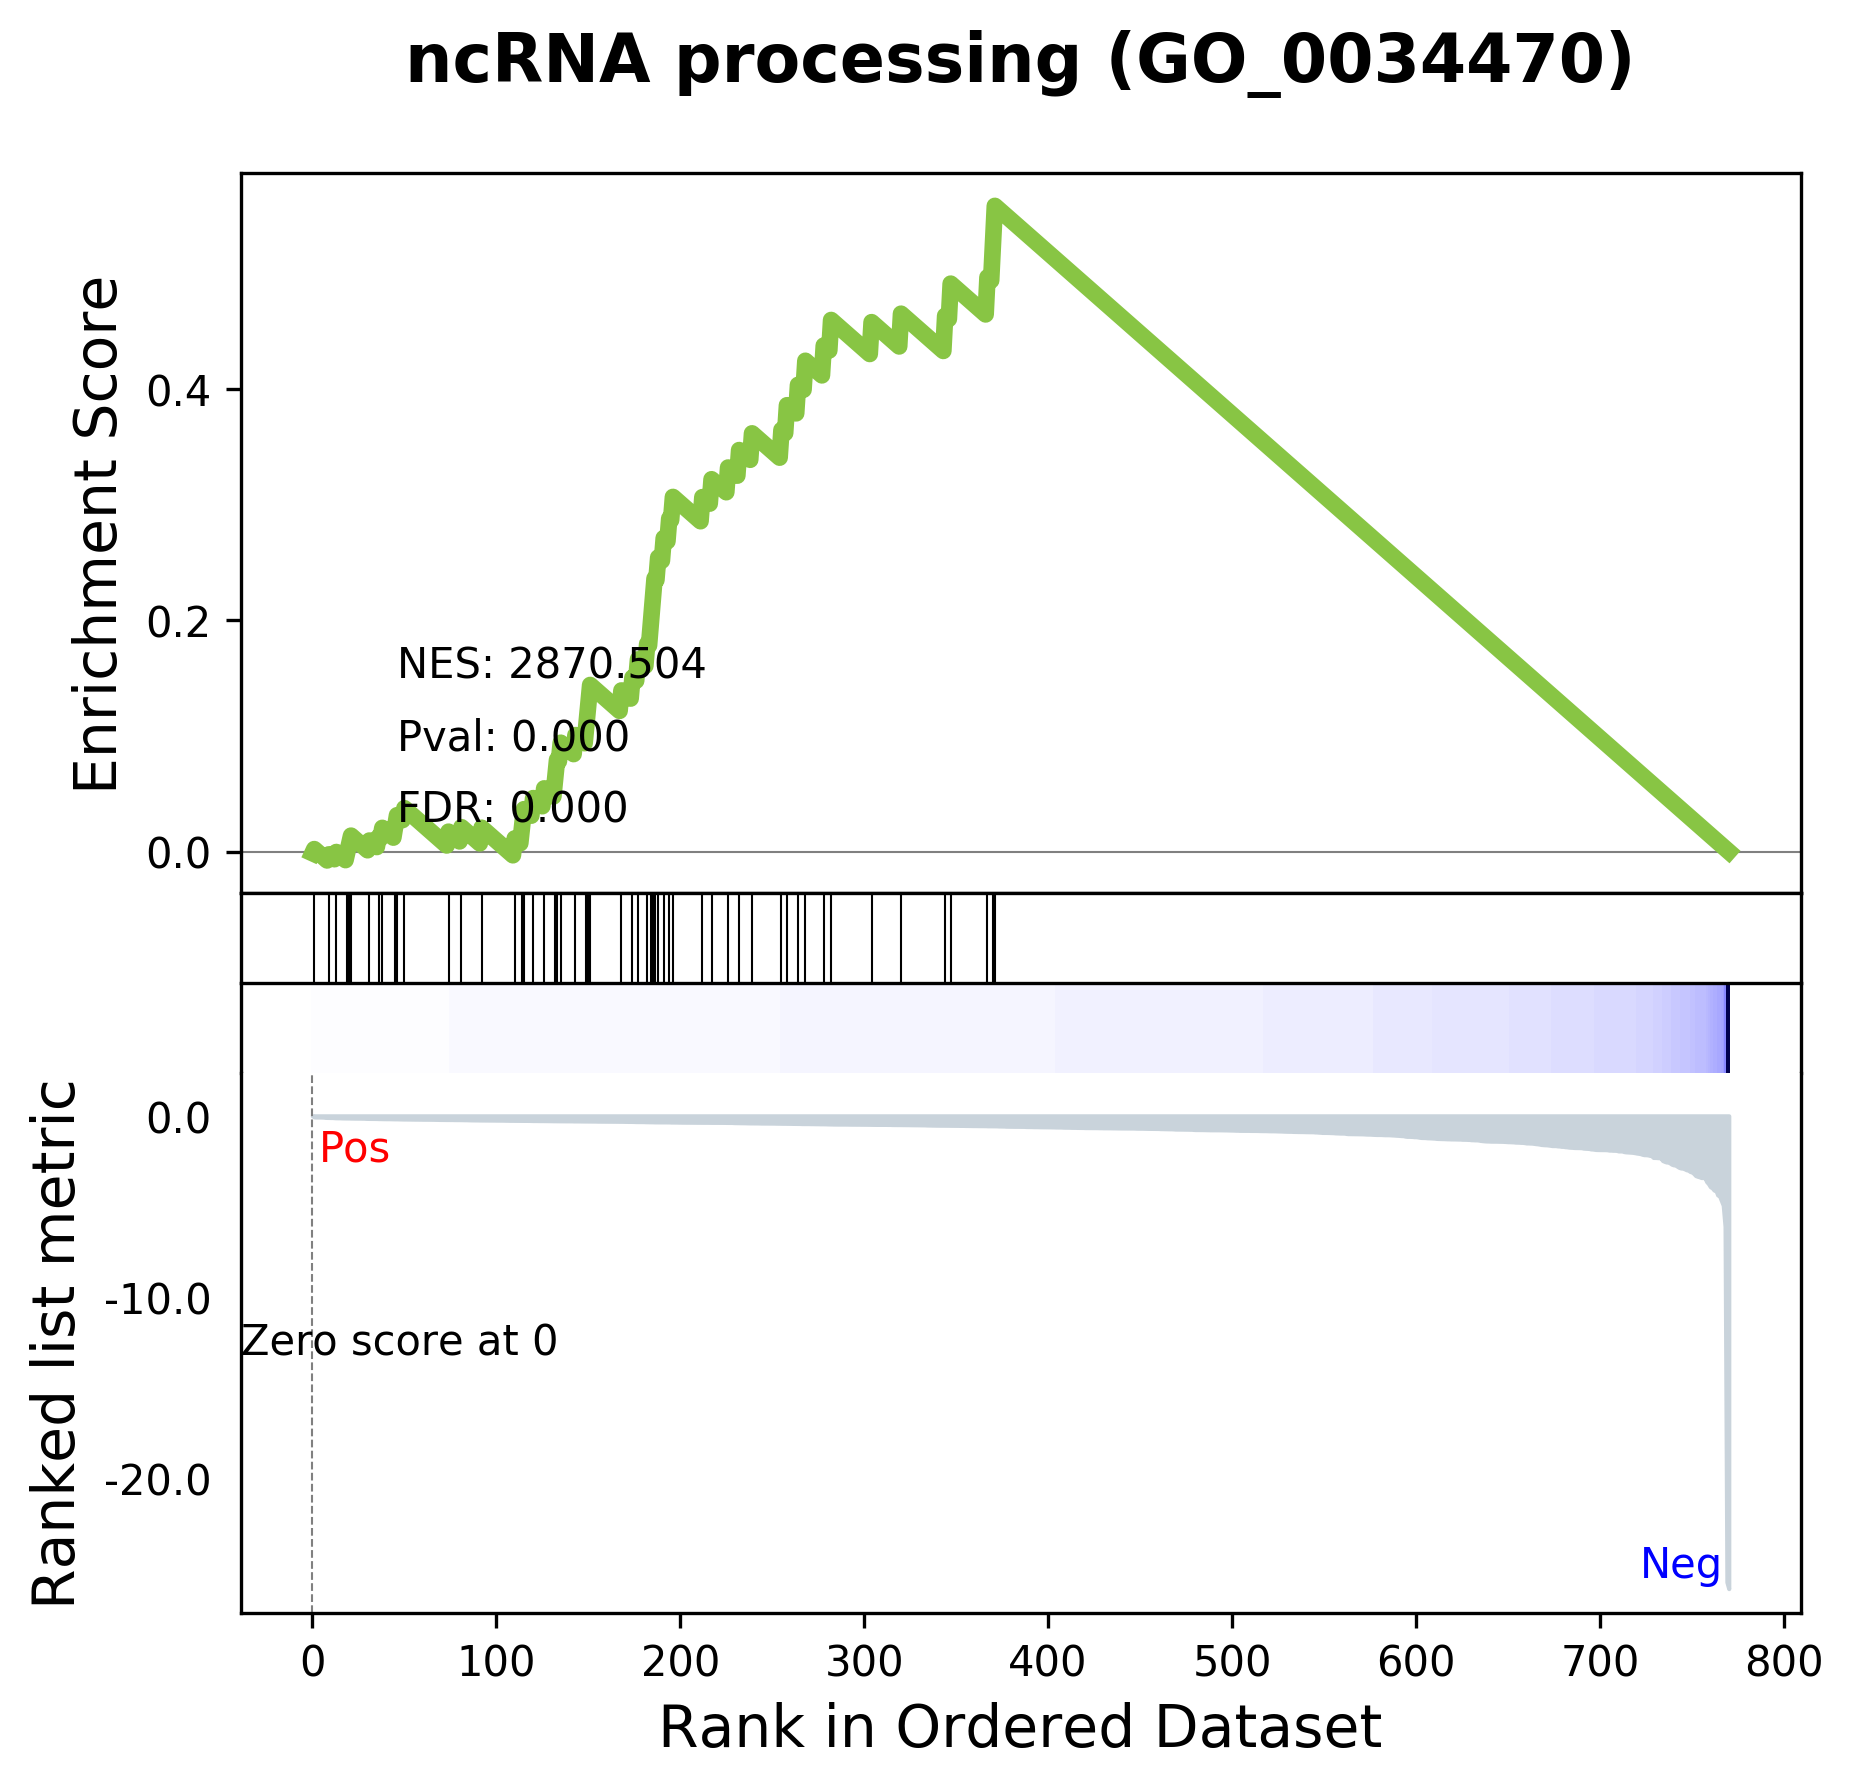 ncRNA processing (GO_0034470)
Enrichment Score
0.4
0.2
0.0
NES: 2870.504
Pval: 0.000
FDR: 0.000
Ranked list metric
0.0
-10.0
-20.0
Pos
Zero score at 0
Neg
0 100 200 300 400 500 600 700 800
Rank in Ordered Dataset